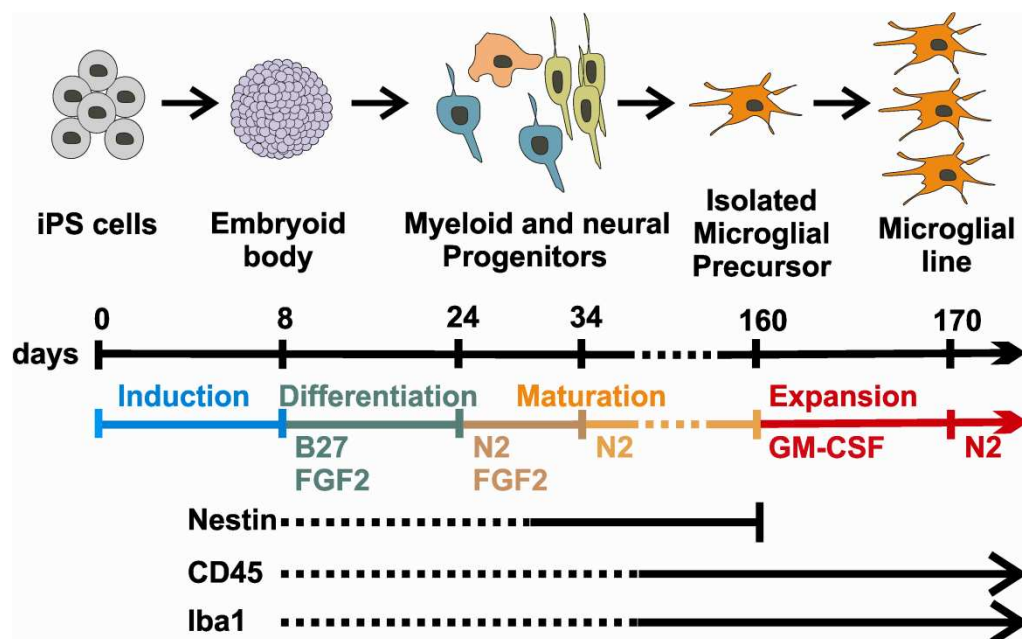 iPS cells
Embryoid
body
Myeloid and neural
Progenitors
Isolated
Microglial
Precursor
Microglial
line
0
8
24
34
160
170
days
Induction
Differentiation
Maturation
Expansion
B27
FGF2
N2
FGF2
N2
GM-CSF
N2
Nestin
CD45
Iba1